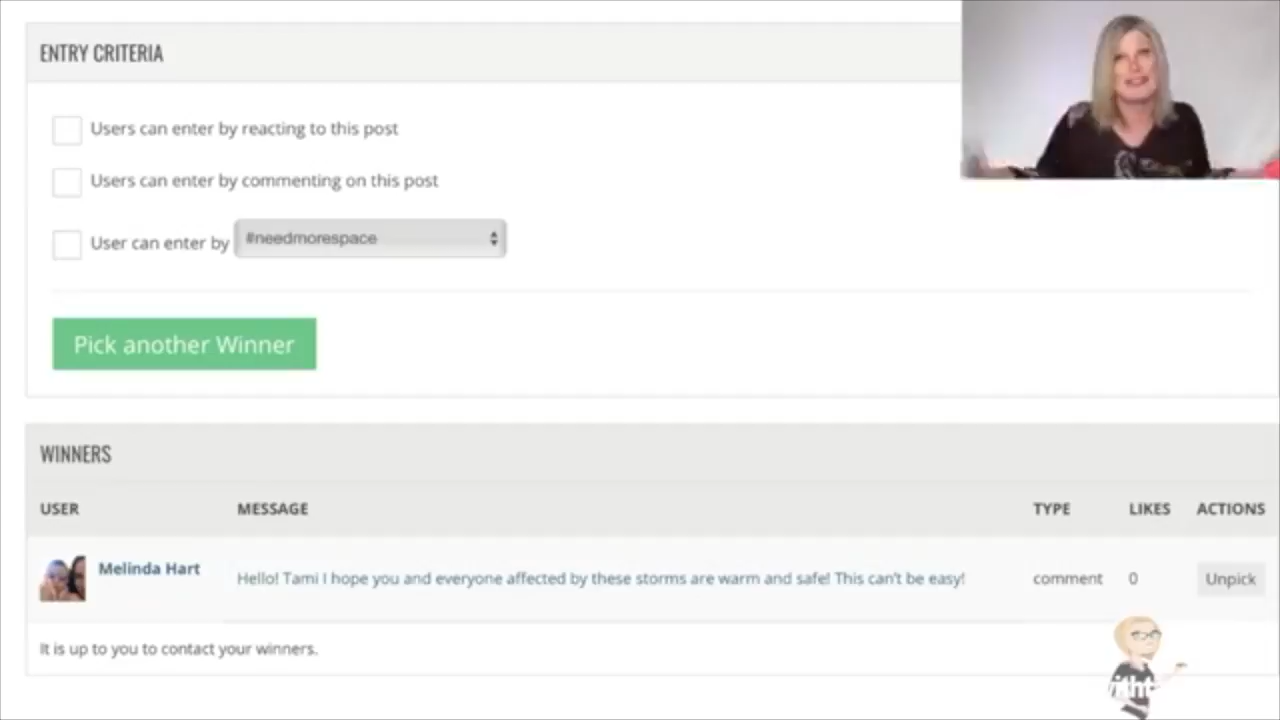 ENTRY CRITERIA
Users can enter by reacting to this post
Users can enter by commenting on this post
User can enter by #needmorespace
Pick another Winner
WINNERS
USER MESSAGE TYPE LIKES ACTIONS
Melinda Hart Hello! Tami I hope you and everyone affected by these storms are warm and safe! This can't be easy! comment 0 Unpick
It is up to you to contact your winners.